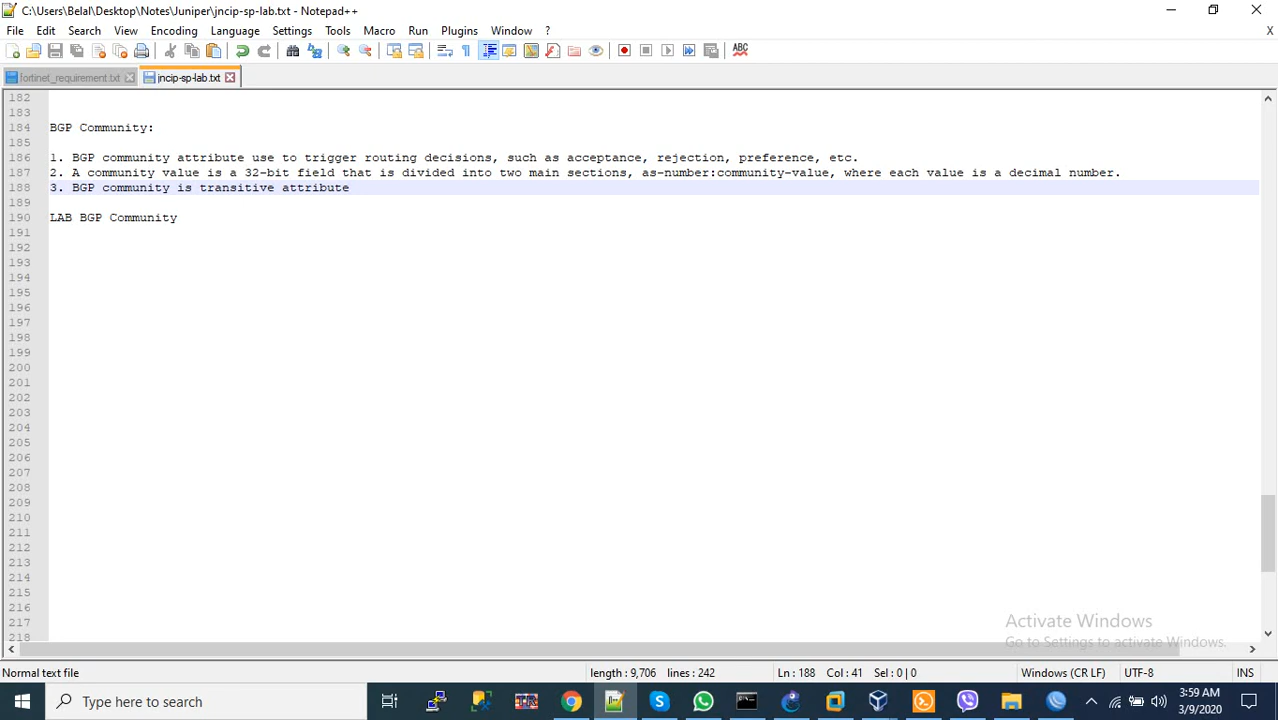 C:\Users\Belal\Desktop\Notes\Juniper\jncip-sp-lab.txt - Notepad++
File Edit Search View Encoding Language Settings Tools Macro Run Plugins Window ? X
fortinet_requirement.txt jncip-sp-lab.txt
182
183
184 BGP Community:
185
186 1. BGP community attribute use to trigger routing decisions, such as acceptance, rejection, preference, etc.
187 2. A community value is a 32-bit field that is divided into two main sections, as-number:community-value, where each value is a decimal number.
188 3. BGP community is transitive attribute
189
190 LAB BGP Community
191
192
193
194
195
196
197
198
199
200
201
202
203
204
205
206
207
208
209
210
211
212
213
214
215
216
217
218
Activate Windows
Go to Settings to activate Windows.
Normal text file length : 9,706 lines : 242 Ln : 188 Col : 41 Sel : 0 | 0 Windows (CR LF) UTF-8 INS
Type here to search
3:59 AM
3/9/2020